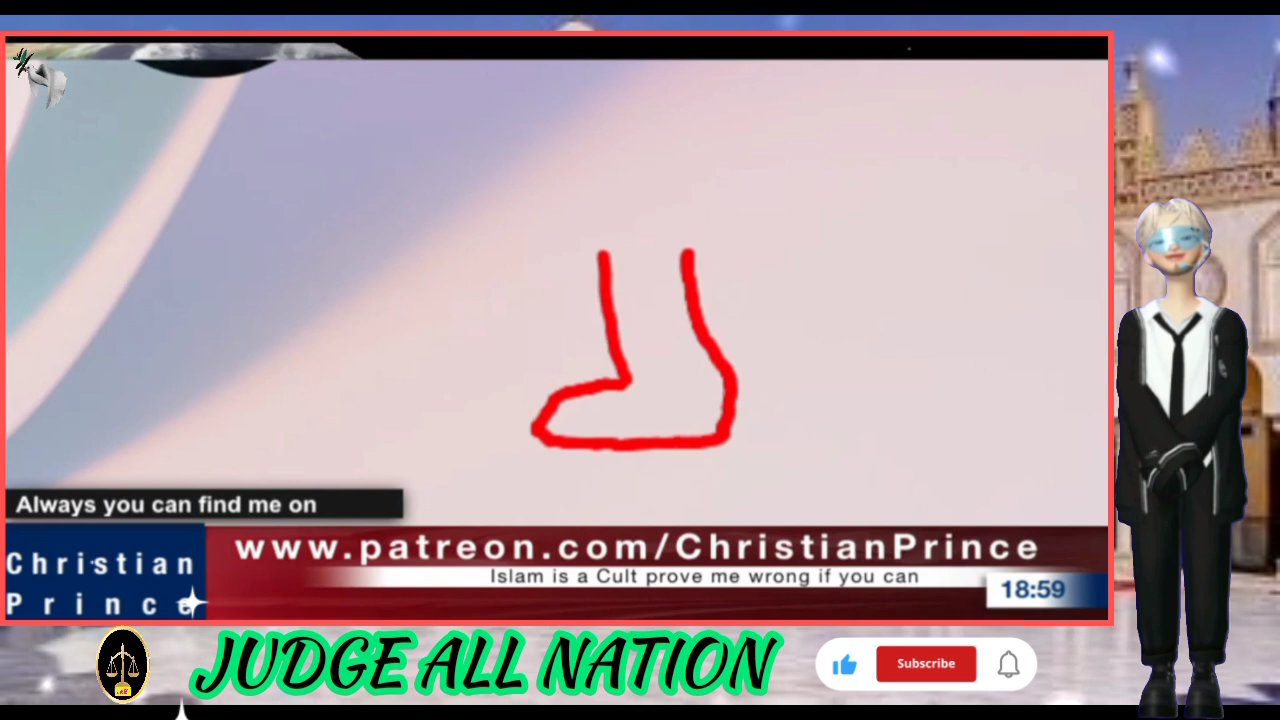 Always you can find me on
www.patreon.com/ChristianPrince
Christian
Prince
Islam is a Cult prove me wrong if you can
18:59
JUDGE ALL NATION
Subscribe